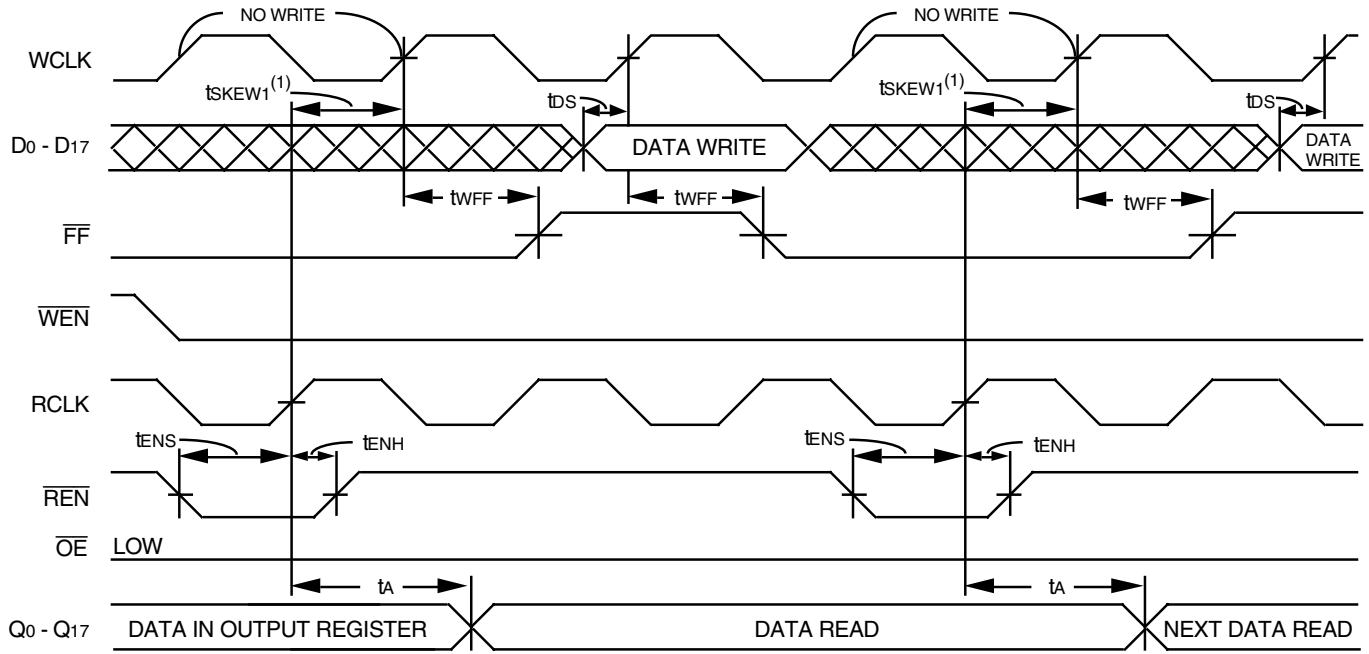 NO WRITE
NO WRITE
WCLK
tSKEW1(1)
tDS
tSKEW1(1)
tDS
D0 - D17
DATA WRITE
DATA
WRITE
tWFF
tWFF
tWFF
FF
WEN
RCLK
tENS
tENH
tENS
tENH
REN
OE
LOW
tA
tA
Q0 - Q17
DATA IN OUTPUT REGISTER
DATA READ
NEXT DATA READ